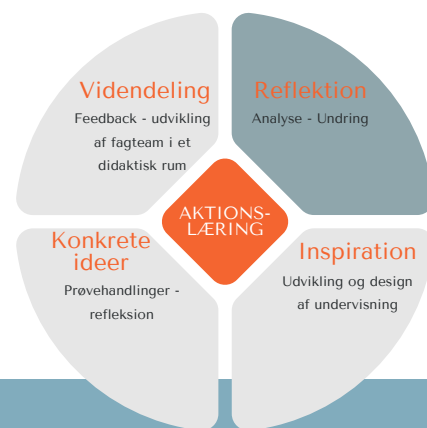 Videndeling
Feedback - udvikling
af fagteam i et
didaktisk rum
Reflektion
Analyse - Undring
AKTIONS-
LÆRING
Konkrete
ideer
Prøvehandlinger -
refleksion
Inspiration
Udvikling og design
af undervisning